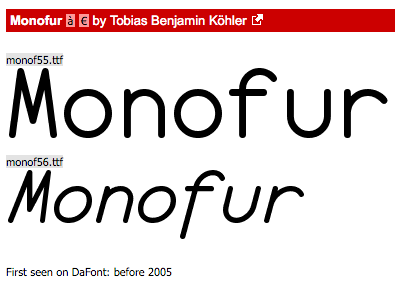 Monofur à € by Tobias Benjamin Köhler
monof55.ttf
Monofur
monof56.ttf
Monofur
First seen on DaFont: before 2005